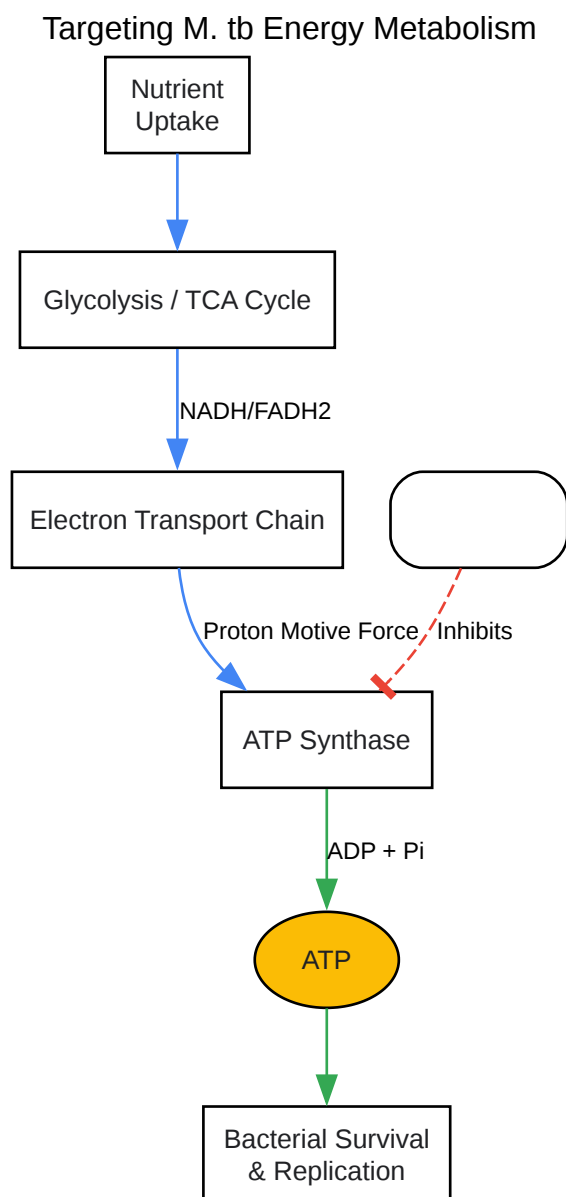 Targeting M. tb Energy Metabolism
Nutrient
Uptake
Glycolysis / TCA Cycle
NADH/FADH2
Electron Transport Chain
Proton Motive Force
Inhibits
ATP Synthase
ADP + Pi
ATP
Bacterial Survival
& Replication